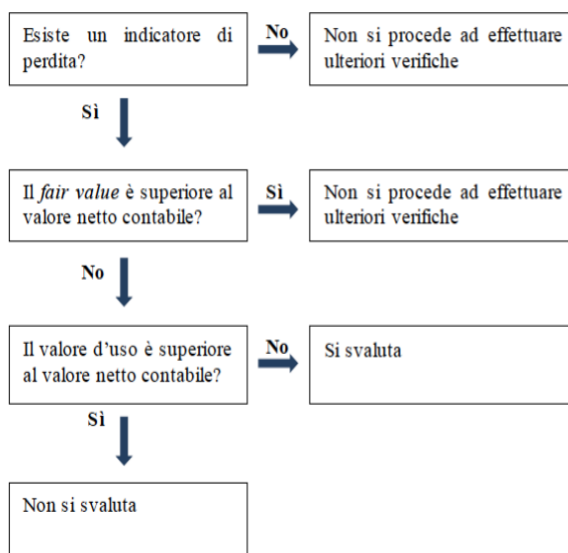 Esiste un indicatore di
perdita?
No
Non si procede ad effettuare
ulteriori verifiche
Sì
Il fair value è superiore al
valore netto contabile?
Sì
Non si procede ad effettuare
ulteriori verifiche
No
Il valore d'uso è superiore
al valore netto contabile?
No
Si svaluta
Sì
Non si svaluta